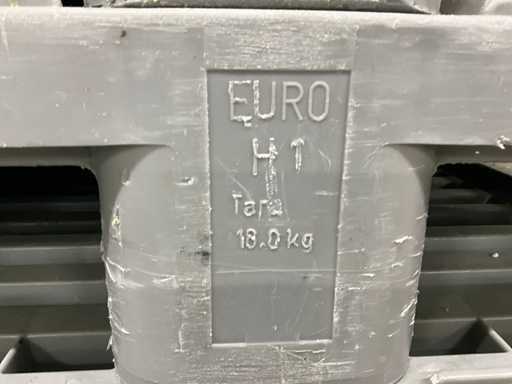 EURO
H1
Tara
18.0 kg